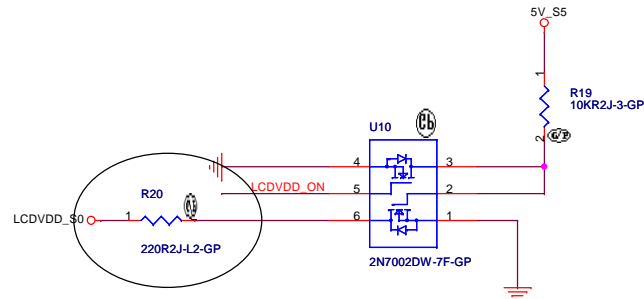 5V_S5
1
R19
10KR2J-3-GP
2
U10
4
3
LCDVDD_ON
5
2
R20
LCDVDD_S0
1
6
1
220R2J-L2-GP
2N7002DW-7F-GP